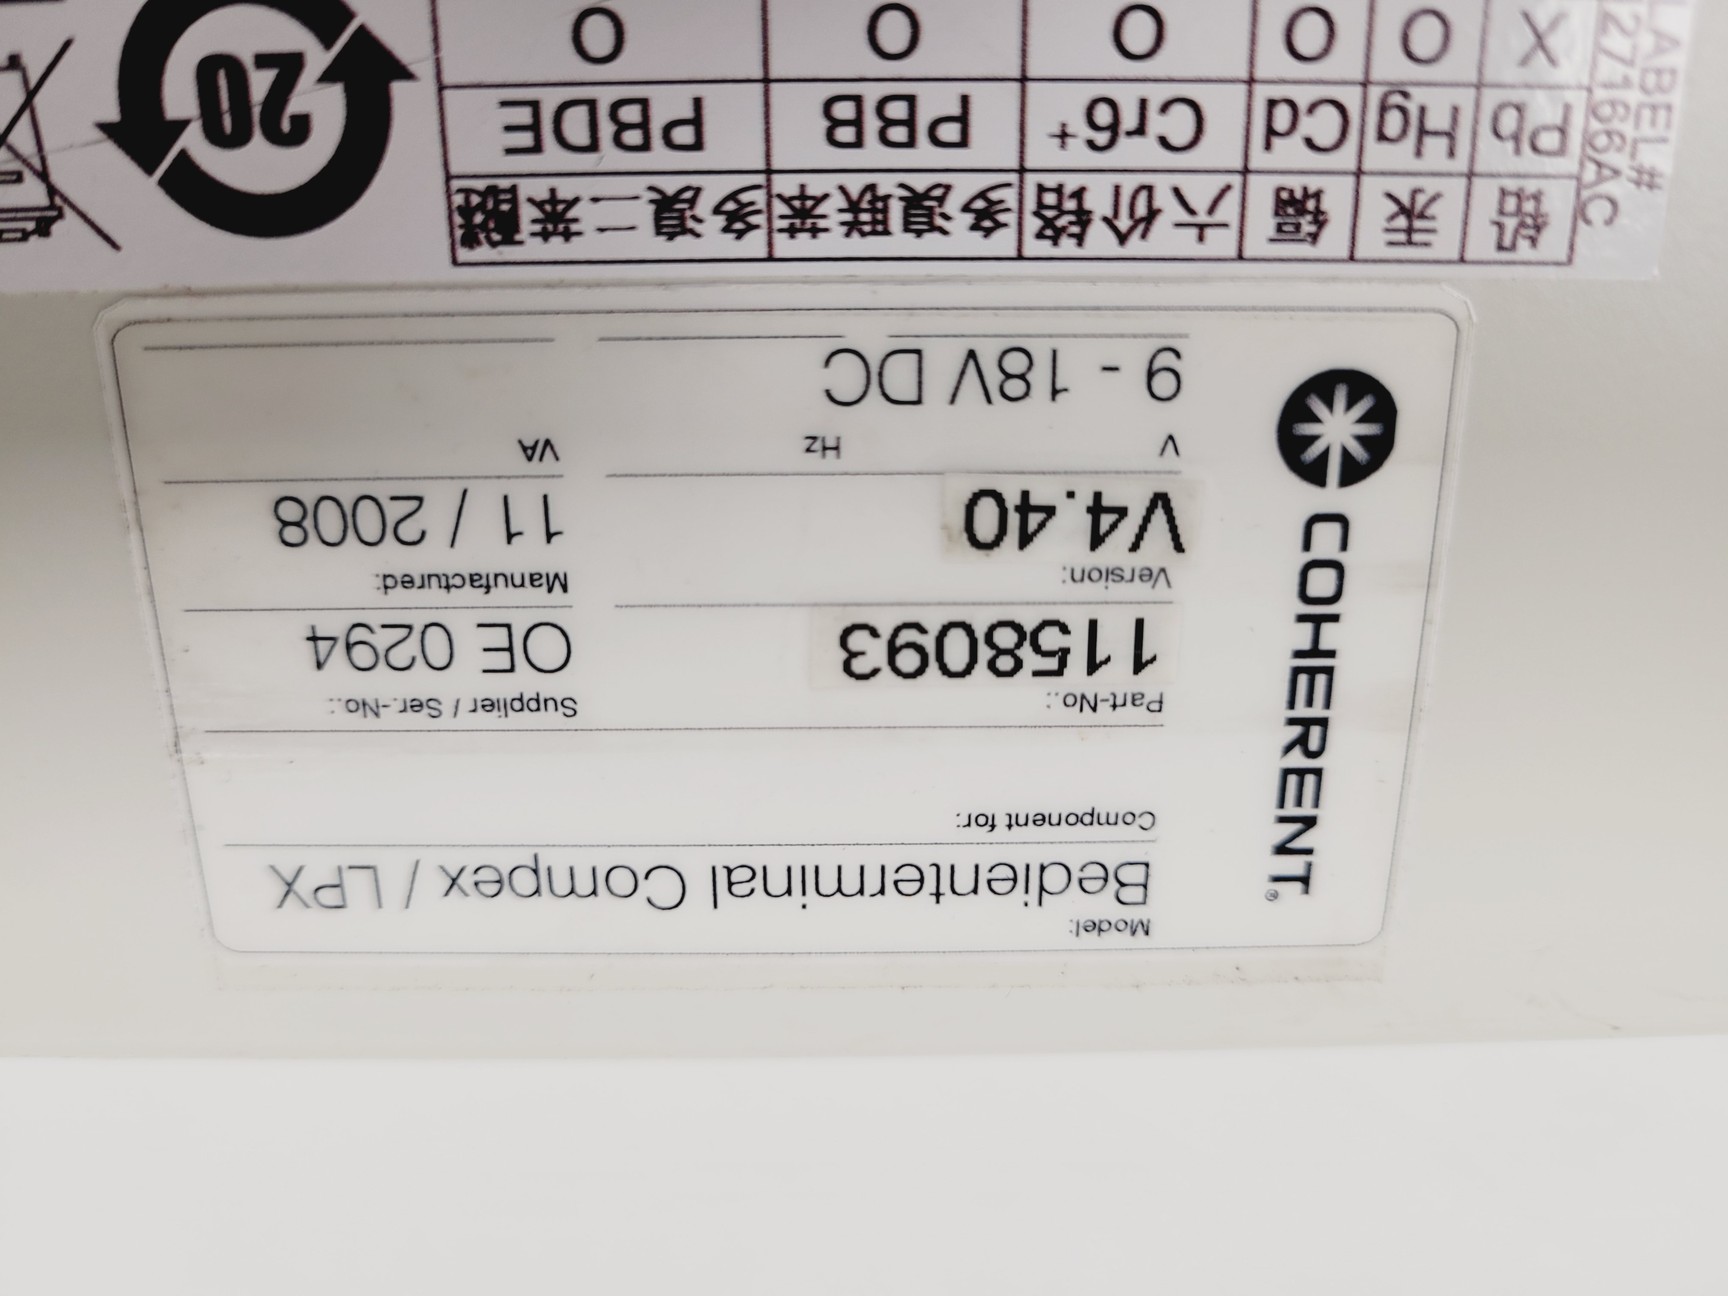 COHERENT®
Model:
Bedienterminal Compex / LPX
Component for:
Part-No.:
Supplier / Ser.-No.:
1158093
OE 0294
Version:
Manufactured:
V4.40
11 / 2008
V
Hz
VA
9 - 18V DC
铅 汞 镉 六价铬 多溴联苯 多溴二苯醚
Pb Hg Cd Cr6+ PBB PBDE
X O O O O O
LABEL#
1127166AC
20